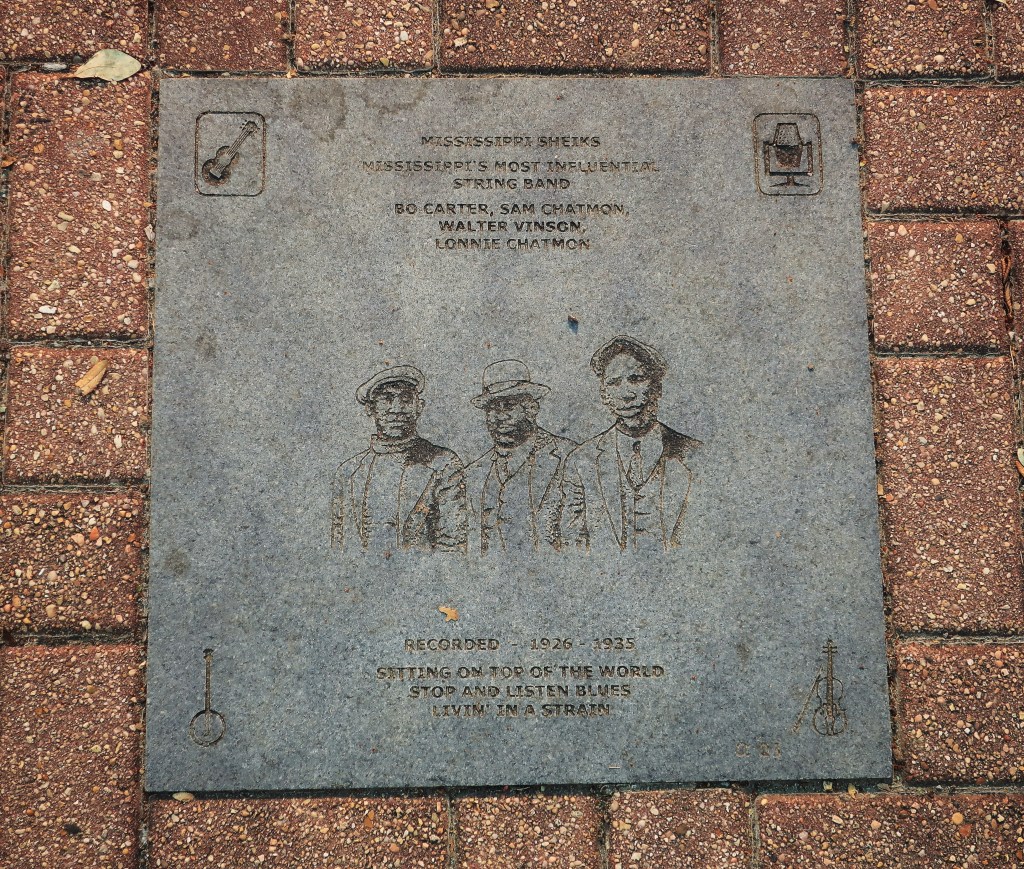 MISSISSIPPI SHEIKS
MISSISSIPPI'S MOST INFLUENTIAL
STRING BAND
BO CARTER, SAM CHATMON,
WALTER VINSON,
LONNIE CHATMON
RECORDED - 1926 - 1935
SITTING ON TOP OF THE WORLD
STOP AND LISTEN BLUES
LIVIN' IN A STRAIN